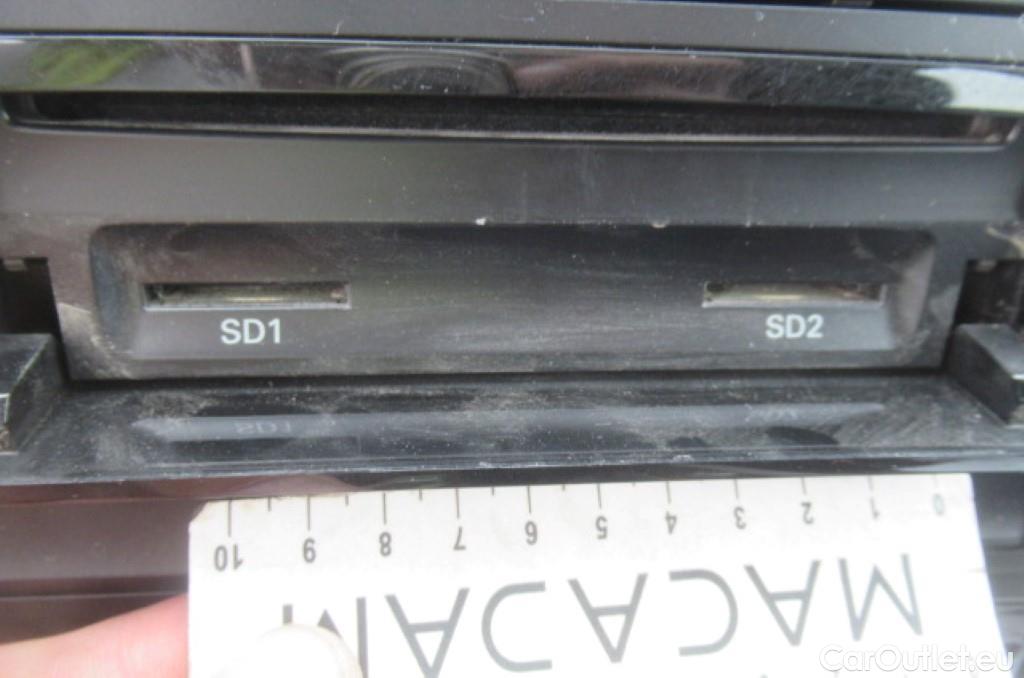 SD1 SD2
10 9 8 7 6 5 4 3 2 1 0
MACADAM
CarOutlet.eu